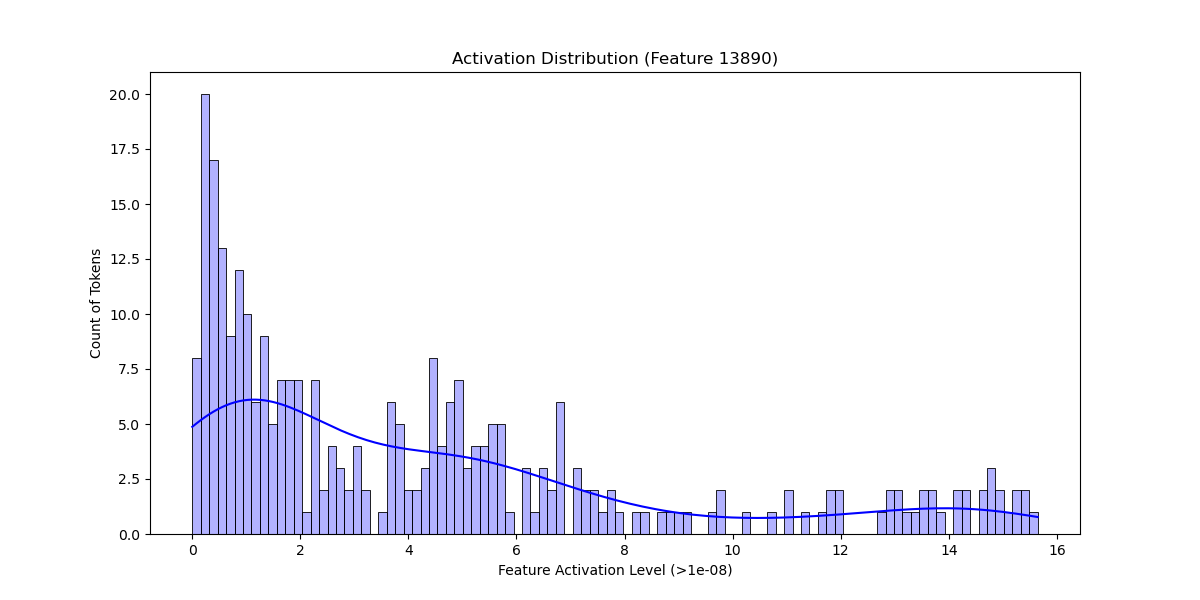 Activation Distribution (Feature 13890)
20.0
17.5
15.0
12.5
10.0
7.5
5.0
2.5
0.0
Count of Tokens
0 2 4 6 8 10 12 14 16
Feature Activation Level (>1e-08)